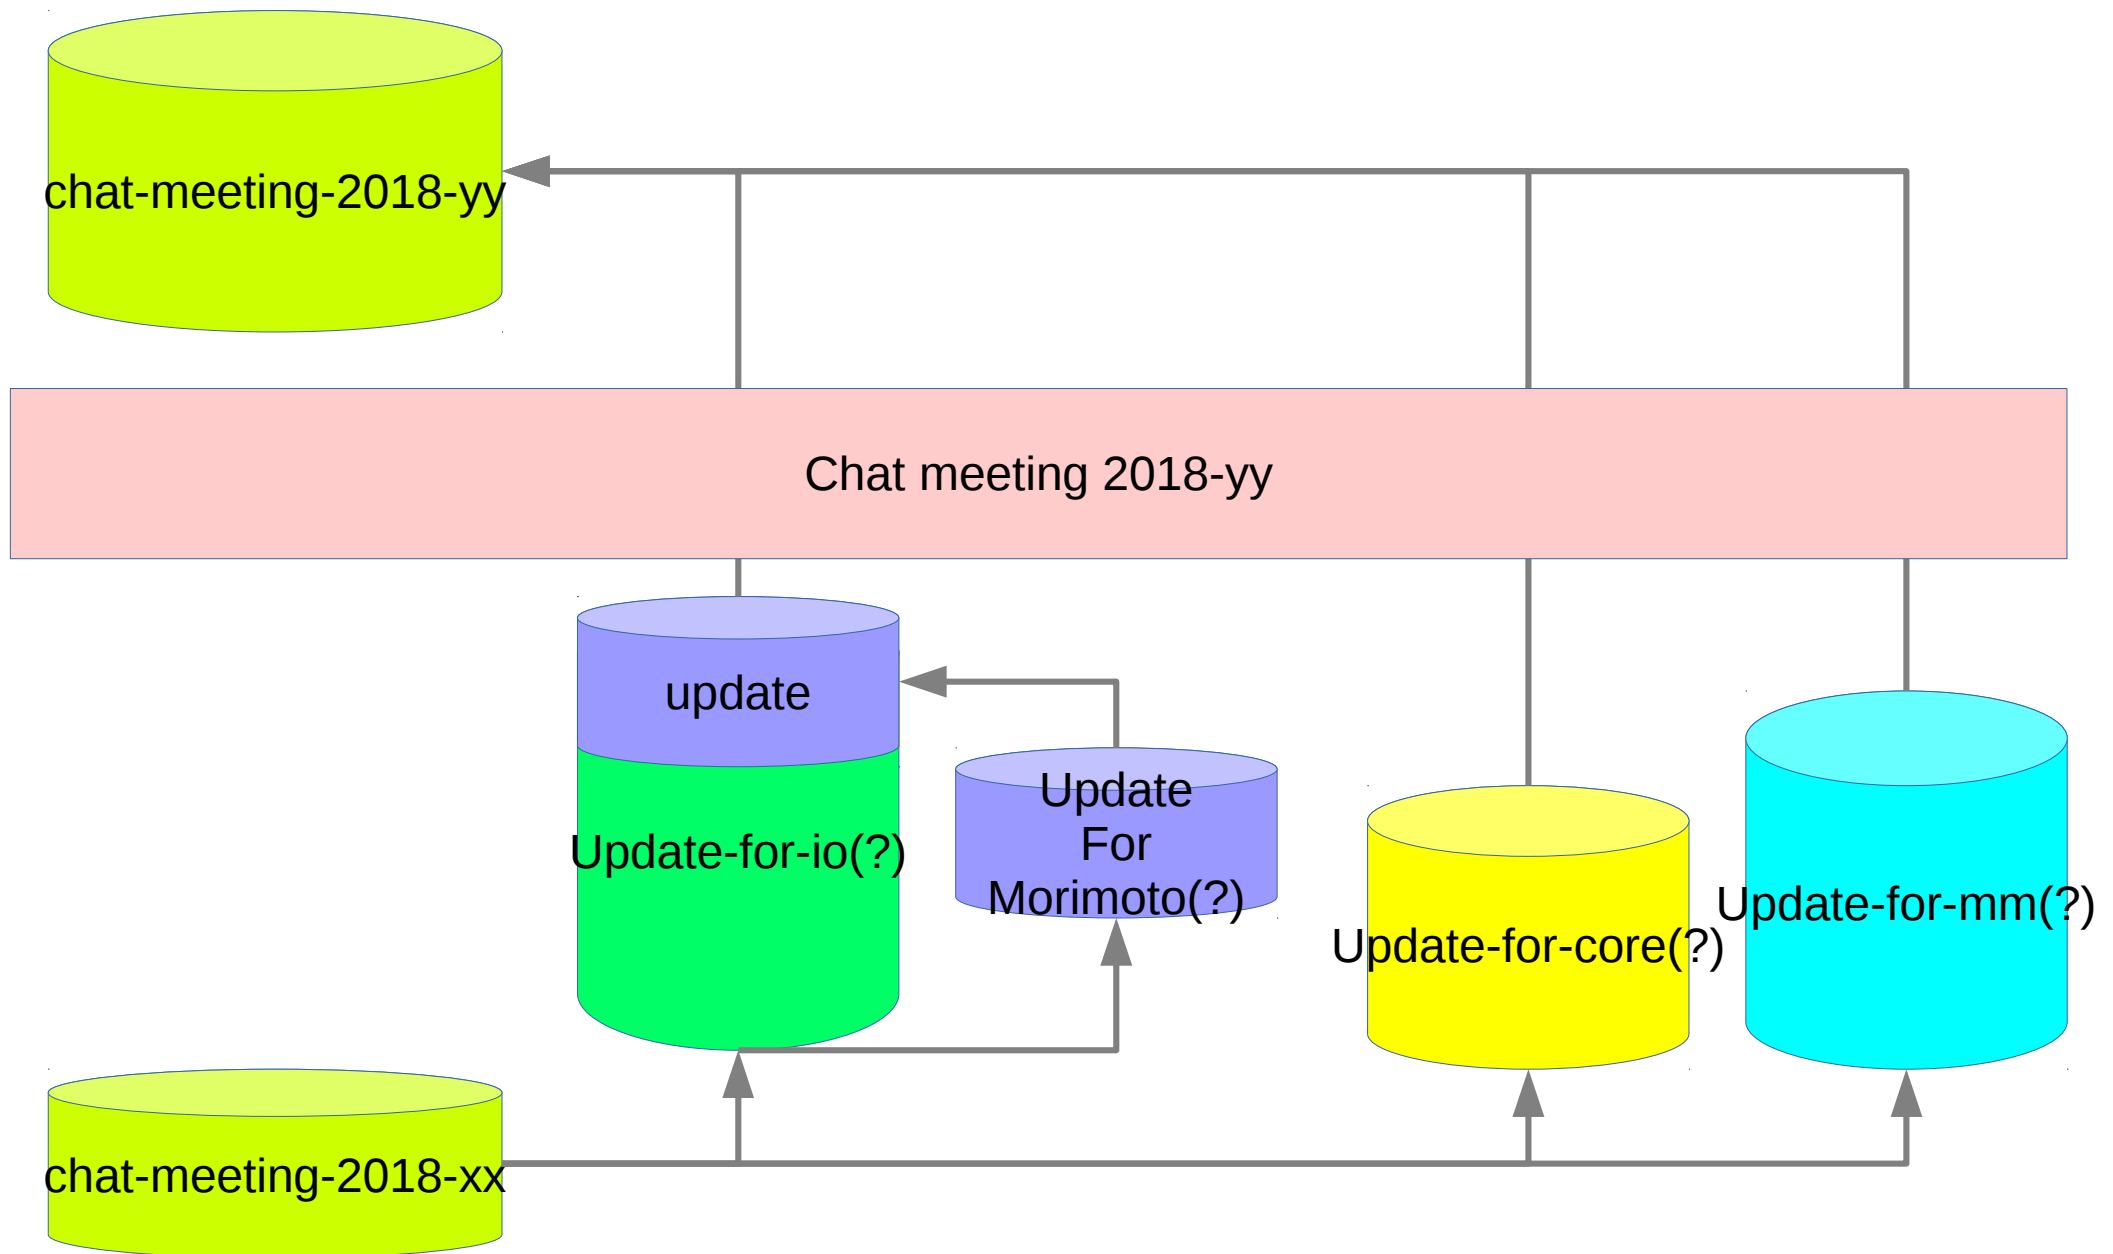 chat-meeting-2018-yy
Chat meeting 2018-yy
update
Update-for-io(?)
Update
For
Morimoto(?)
Update-for-core(?)
Update-for-mm(?)
chat-meeting-2018-xx